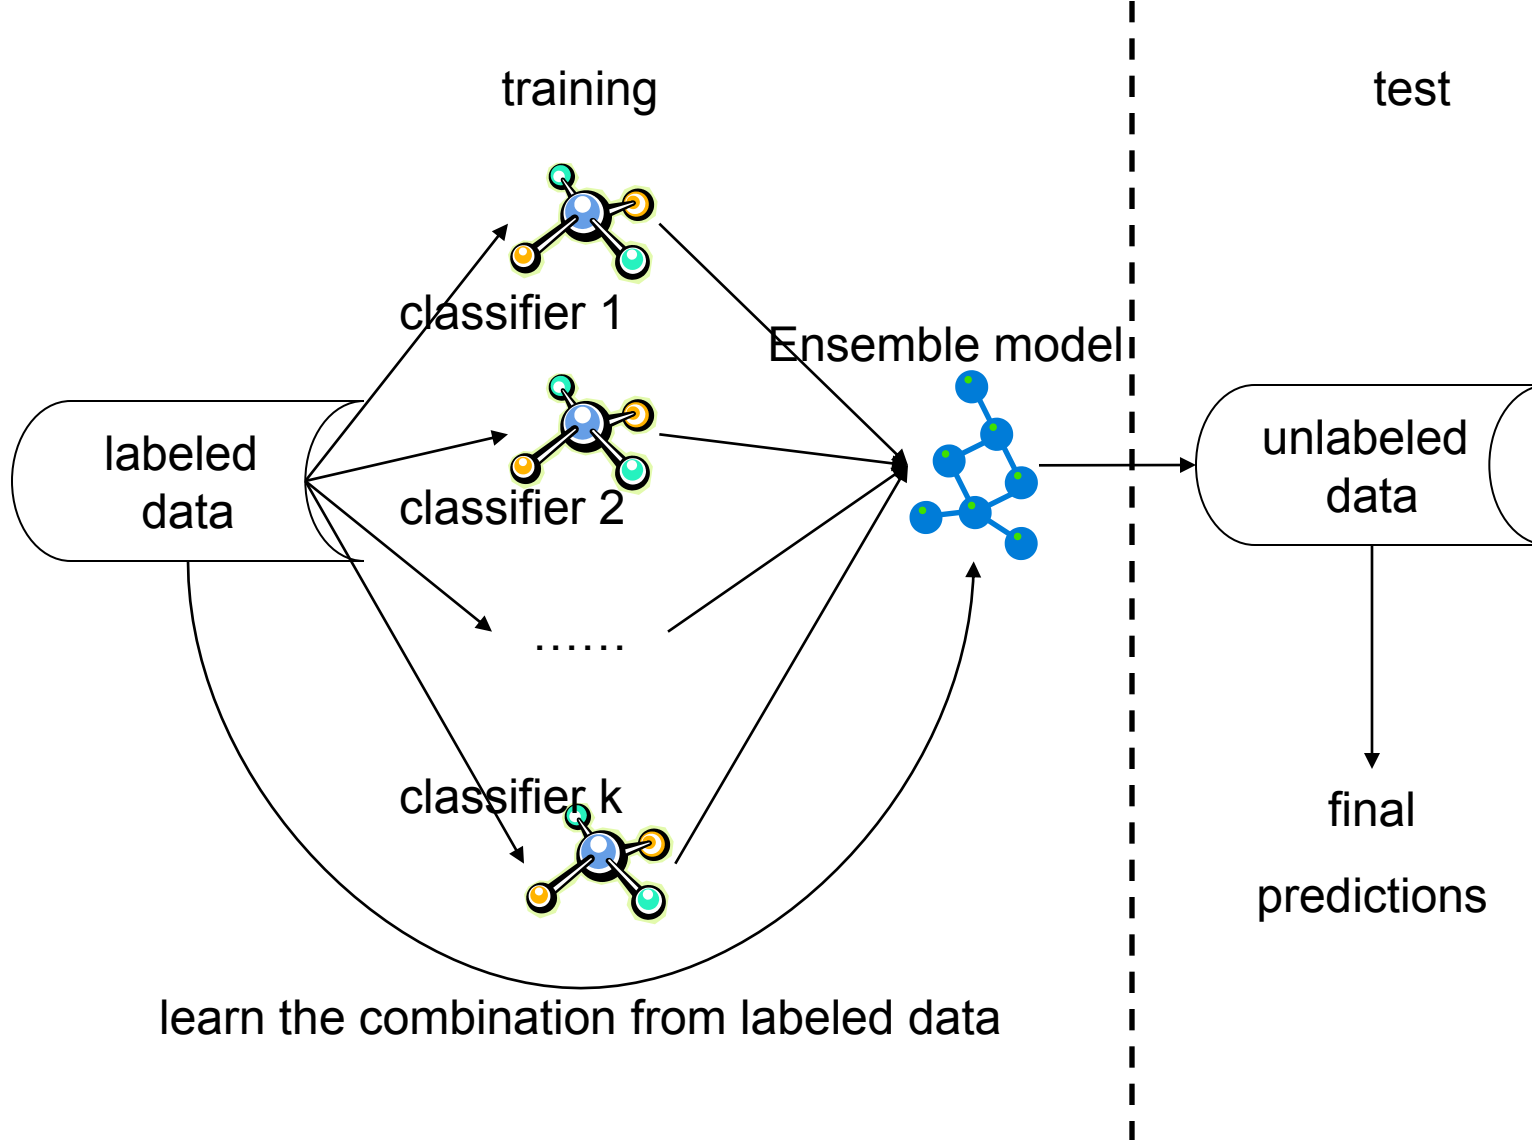 training
test
classifier 1
Ensemble model
labeled
data
unlabeled
data
classifier 2
......
classifier k
final
predictions
learn the combination from labeled data